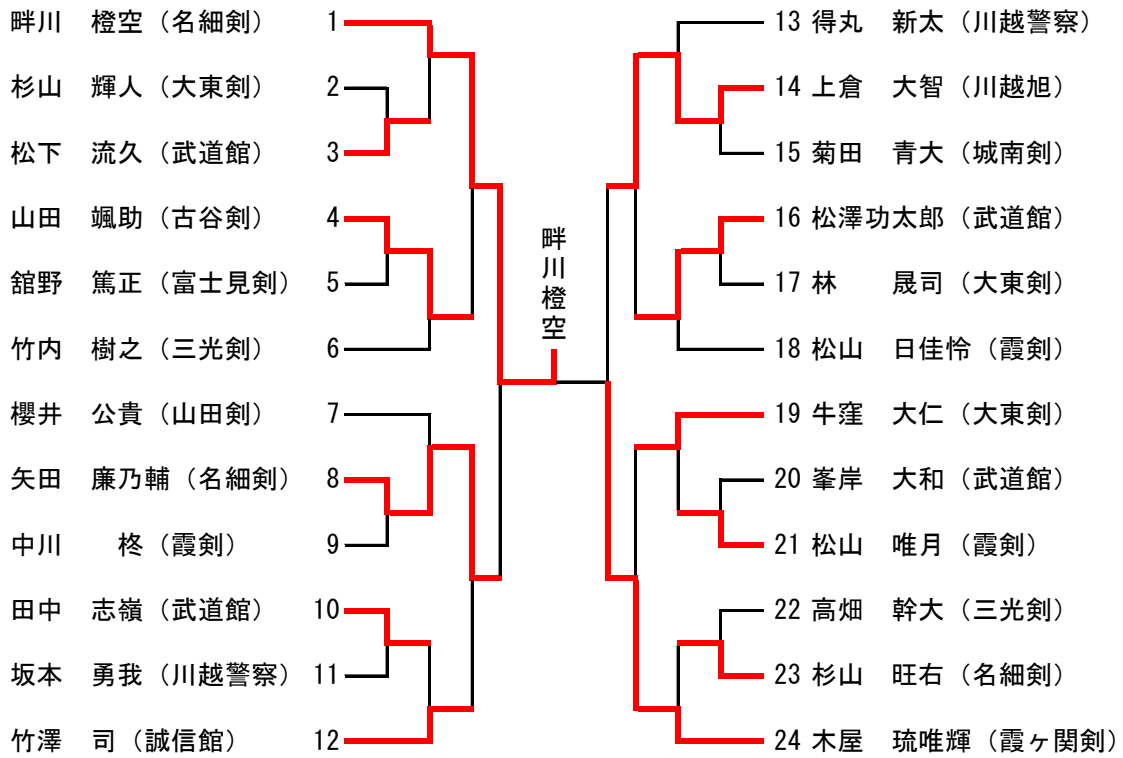 畔川　橙空（名細剣）　1
杉山　輝人（大東剣）　2
松下　流久（武道館）　3
山田　颯助（古谷剣）　4
舘野　篤正（富士見剣）　5
竹内　樹之（三光剣）　6
櫻井　公貴（山田剣）　7
矢田　廉乃輔（名細剣）　8
中川　　柊（霞剣）　9
田中　志嶺（武道館）　10
坂本　勇我（川越警察）　11
竹澤　司（誠信館）　12
畔川橙空
13 得丸　新太（川越警察）
14 上倉　大智（川越旭）
15 菊田　青大（城南剣）
16 松澤功太郎（武道館）
17 林　　晟司（大東剣）
18 松山　日佳怜（霞剣）
19 牛窪　大仁（大東剣）
20 峯岸　大和（武道館）
21 松山　唯月（霞剣）
22 高畑　幹大（三光剣）
23 杉山　旺右（名細剣）
24 木屋　琉唯輝（霞ヶ関剣）